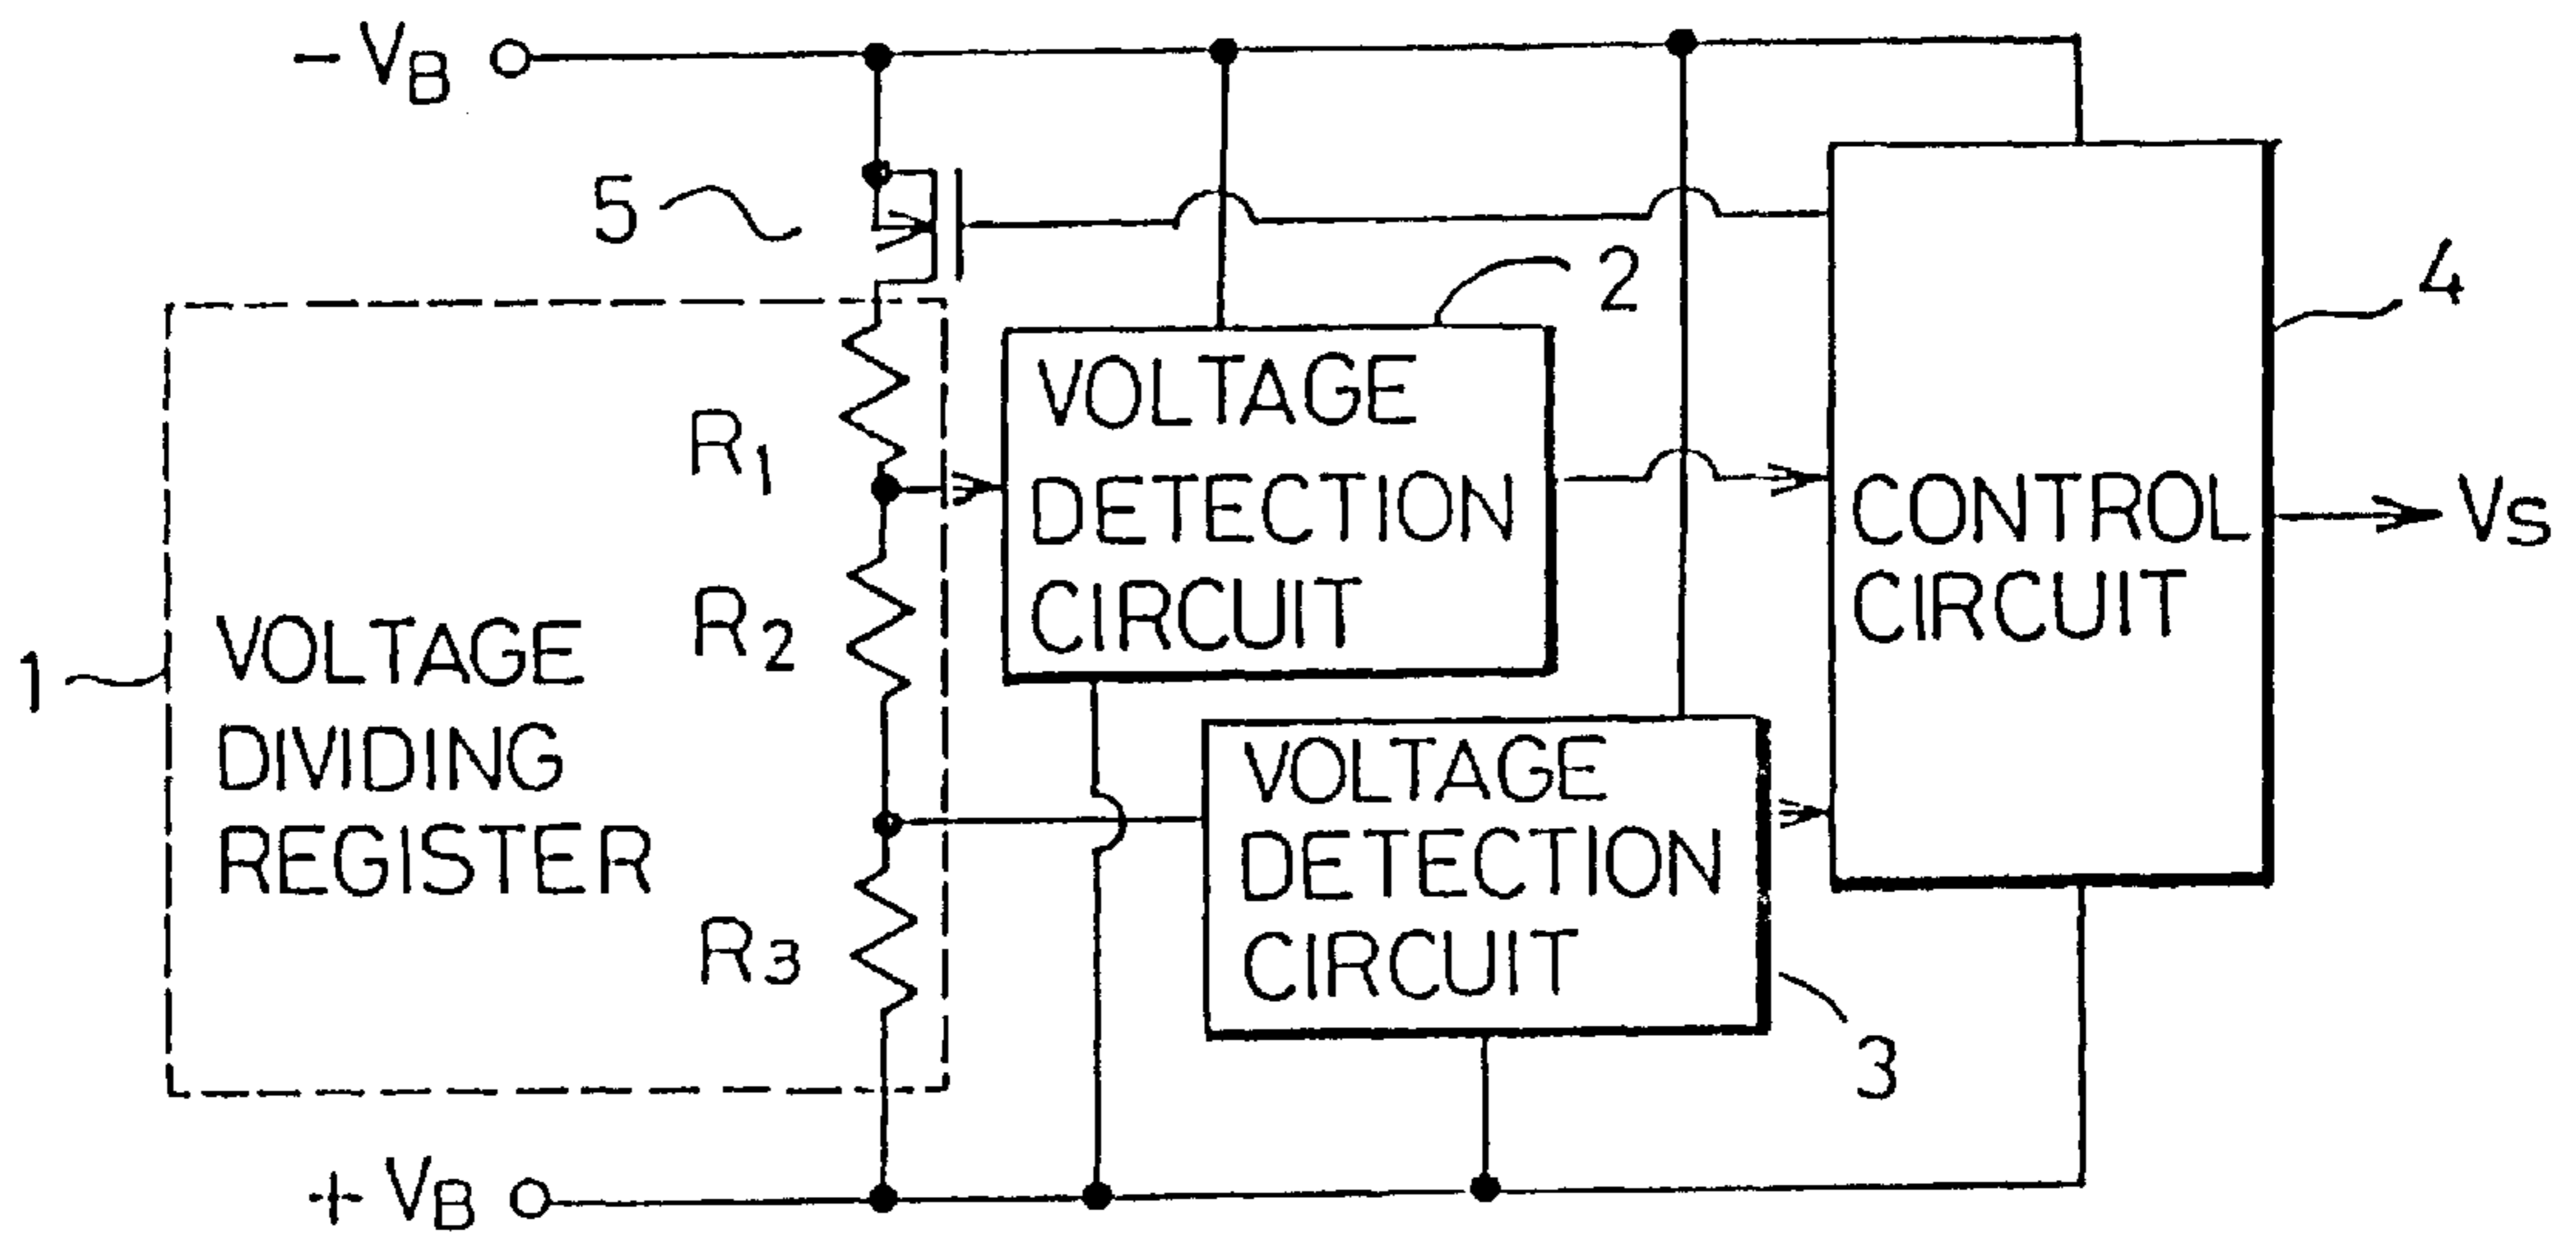 - VB
5
2
4
VOLTAGE
DETECTION
CIRCUIT
R1
CONTROL
CIRCUIT
VS
R2
1
VOLTAGE
DIVIDING
REGISTER
VOLTAGE
DETECTION
CIRCUIT
R3
3
+ VB